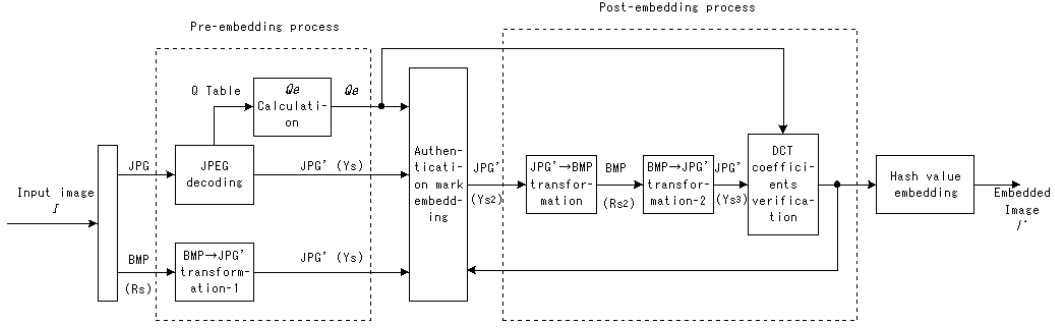 Pre-embedding process
Post-embedding process
Q Table
Qe
Calculati-
on
Qe
JPG
JPEG
decoding
JPG' (Ys)
Input image
I
BMP
(Rs)
BMP→JPG'
transform-
ation-1
JPG' (Ys)
Authen-
ticati-
on mark
embedd-
ing
JPG'
(Ys2)
JPG'→BMP
transfor-
mation
BMP
(Rs2)
BMP→JPG'
transfor-
mation-2
JPG'
(Ys3)
DCT
coeffici-
ents
verifica-
tion
Hash value
embedding
Embedded
Image
I'